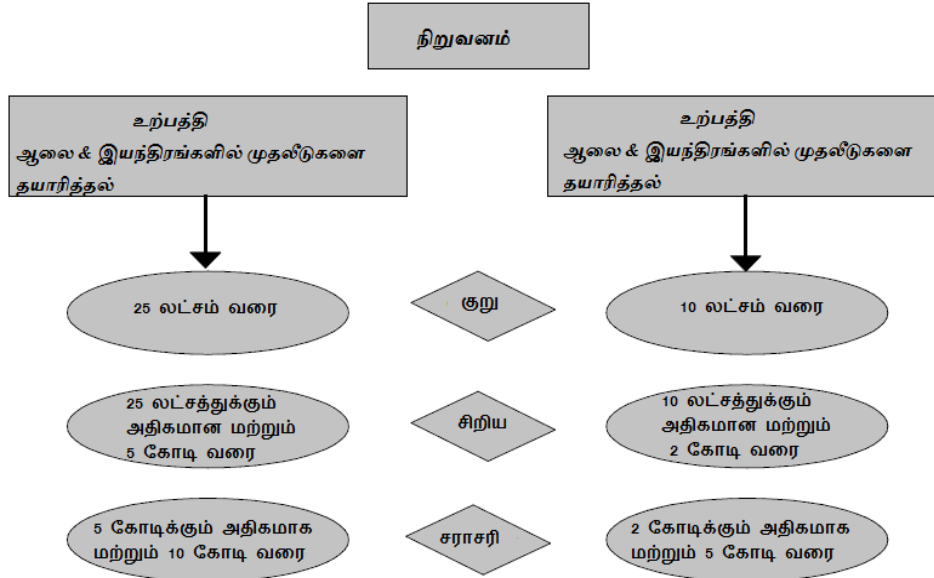 நிறுவனம்
உற்பத்தி
ஆலை & இயந்திரங்களில் முதலீடுகளை
தயாரித்தல்
உற்பத்தி
ஆலை & இயந்திரங்களில் முதலீடுகளை
தயாரித்தல்
25 லட்சம் வரை
குறு
10 லட்சம் வரை
25 லட்சத்துக்கும்
அதிகமான மற்றும்
5 கோடி வரை
சிறிய
10 லட்சத்துக்கும்
அதிகமான மற்றும்
2 கோடி வரை
5 கோடிக்கும் அதிகமாக
மற்றும் 10 கோடி வரை
சராசரி
2 கோடிக்கும் அதிகமாக
மற்றும் 5 கோடி வரை